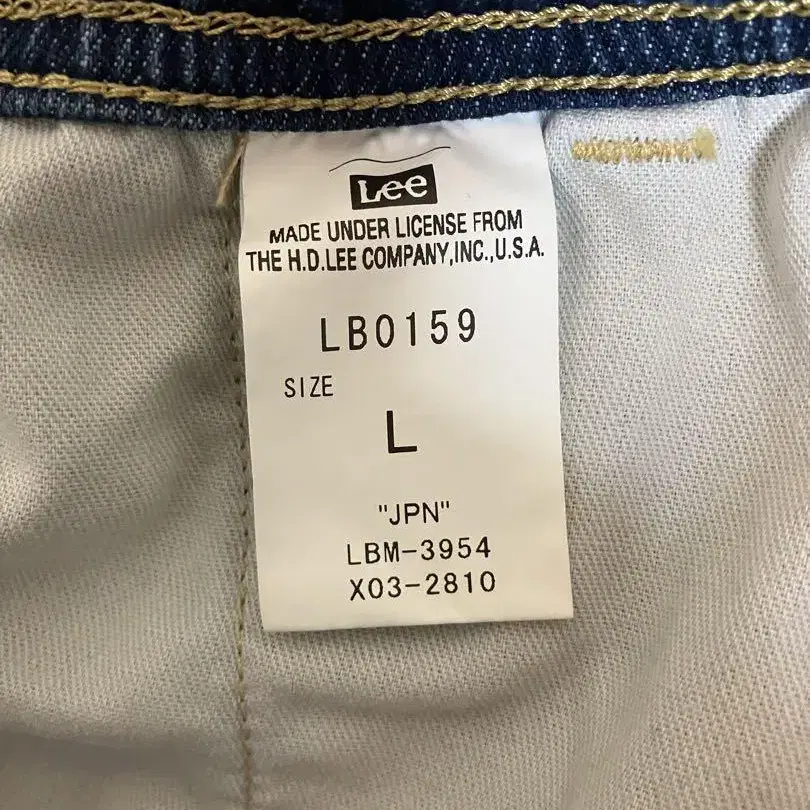 Lee
MADE UNDER LICENSE FROM
THE H.D.LEE COMPANY,INC.,U.S.A.
LB0159
SIZE
L
"JPN"
LBM-3954
X03-2810